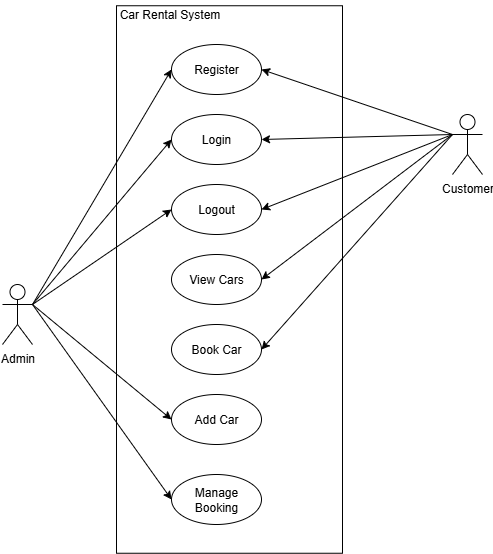 Car Rental System
Register
Login
Customer
Logout
View Cars
Book Car
Admin
Add Car
Manage
Booking